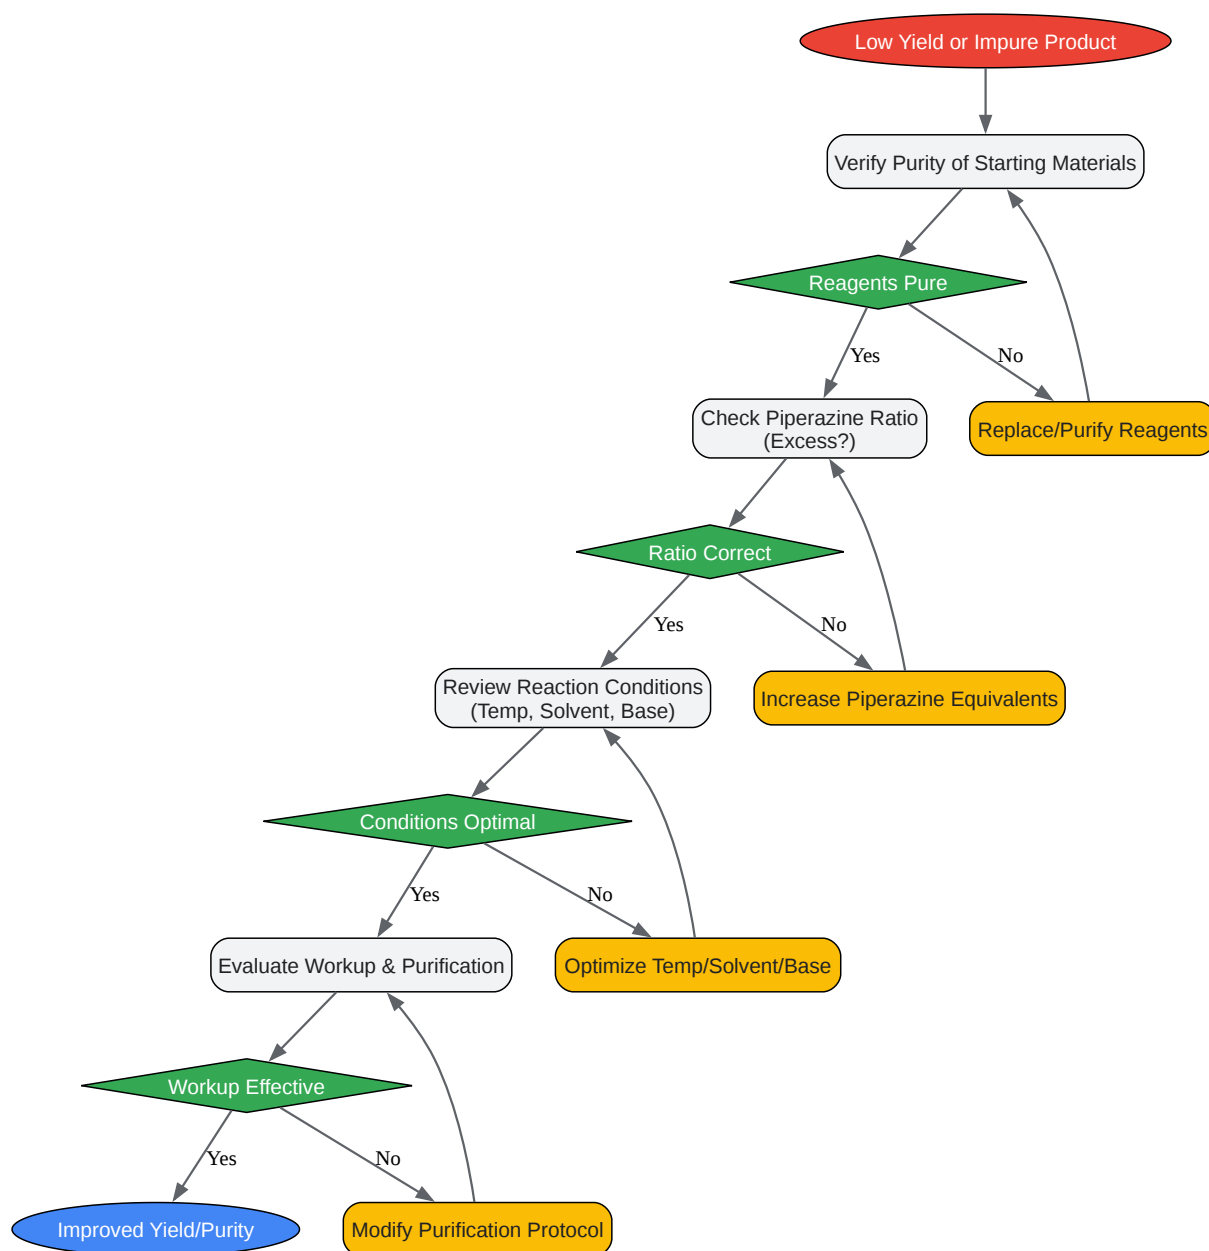 Low Yield or Impure Product
Verify Purity of Starting Materials
Reagents Pure
Yes
No
Check Piperazine Ratio
(Excess?)
Replace/Purify Reagents
Ratio Correct
Yes
No
Review Reaction Conditions
(Temp, Solvent, Base)
Increase Piperazine Equivalents
Conditions Optimal
Yes
No
Evaluate Workup & Purification
Optimize Temp/Solvent/Base
Workup Effective
Yes
No
Improved Yield/Purity
Modify Purification Protocol